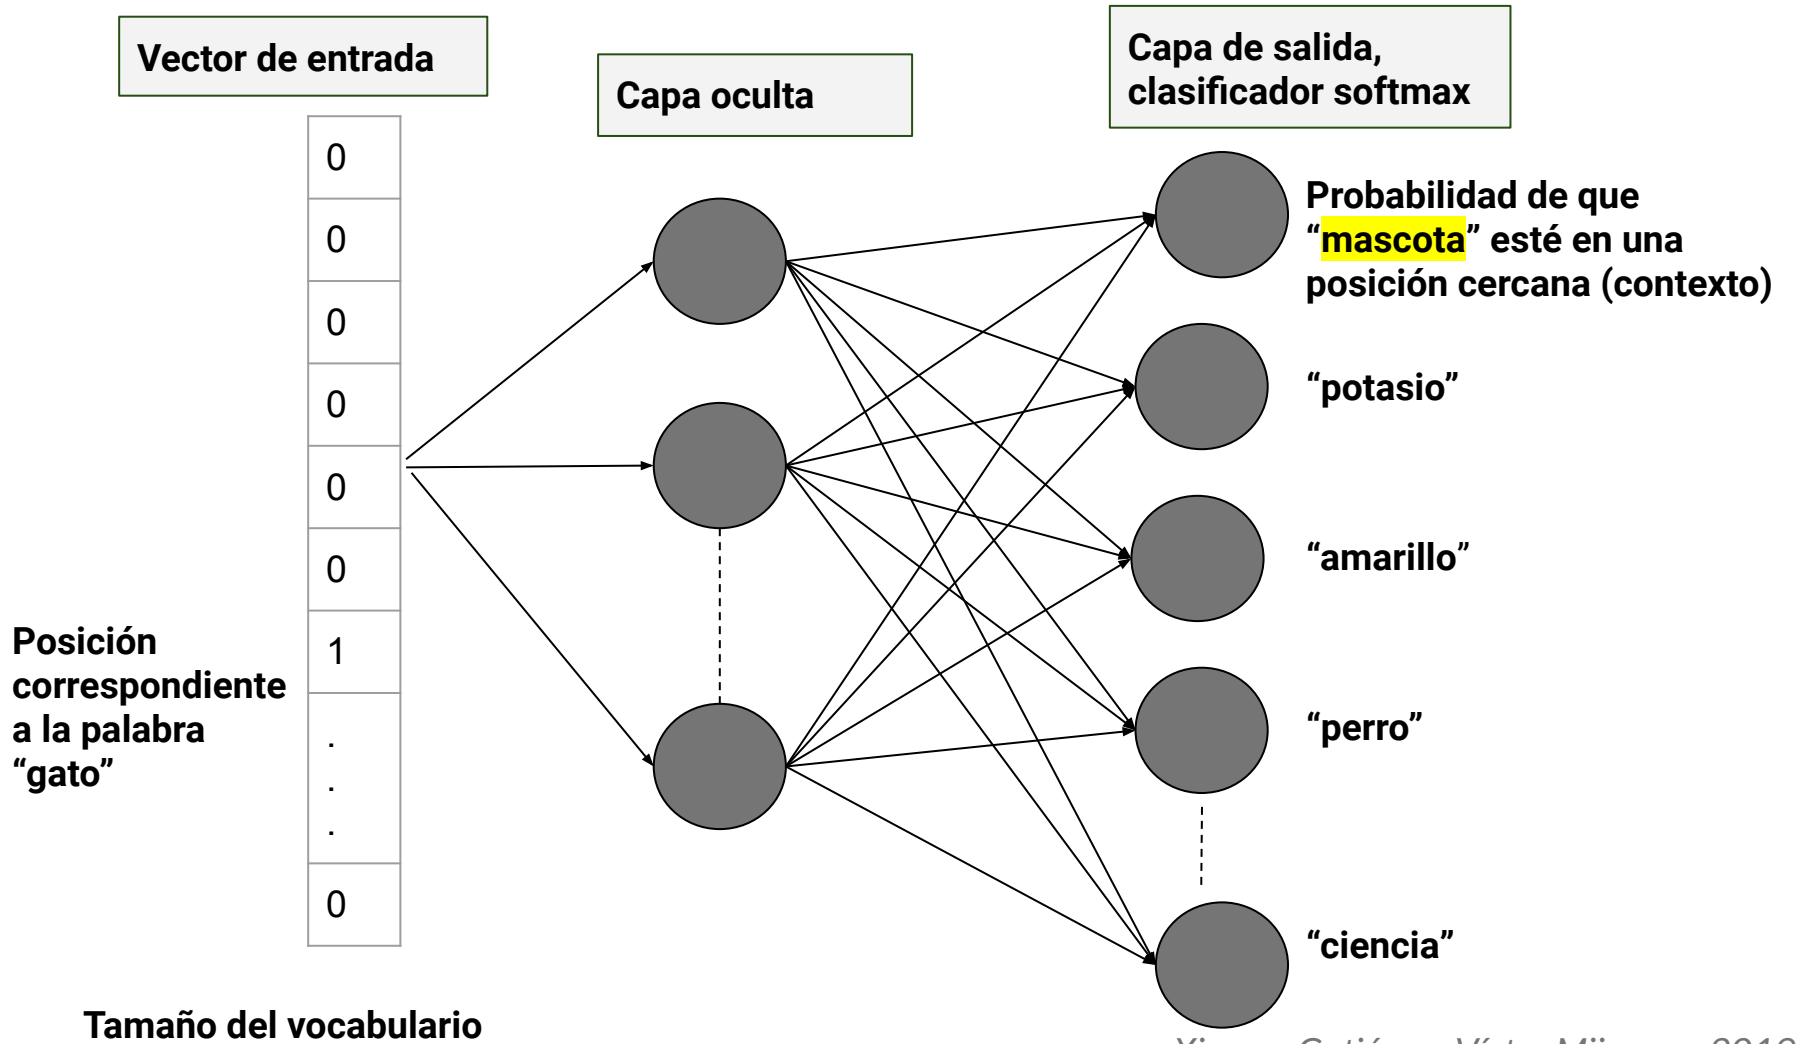 Vector de entrada
Capa oculta
Capa de salida,
clasificador softmax
0
0
0
0
0
0
1
.
.
.
0
Posición
correspondiente
a la palabra
“gato”
Tamaño del vocabulario
Probabilidad de que
“mascota” esté en una
posición cercana (contexto)
“potasio”
“amarillo”
“perro”
“ciencia”